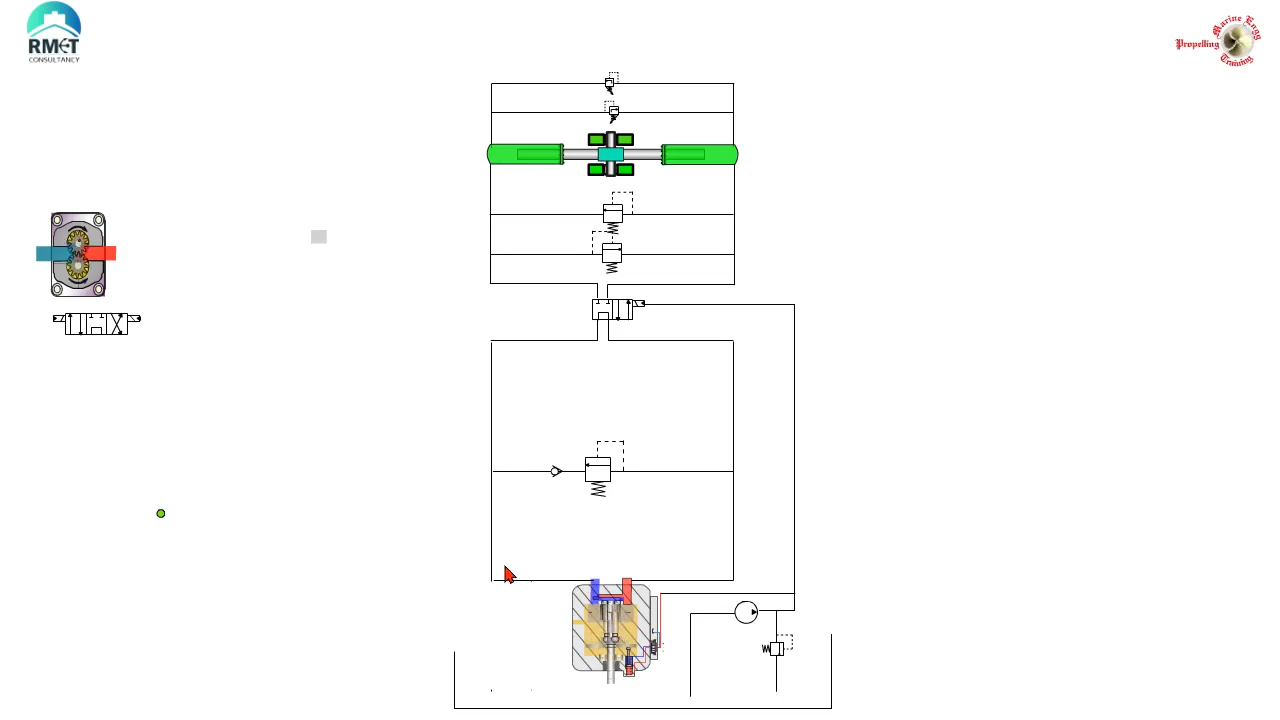 RMET
CONSULTANCY
Marine Engg
Propelling
Training